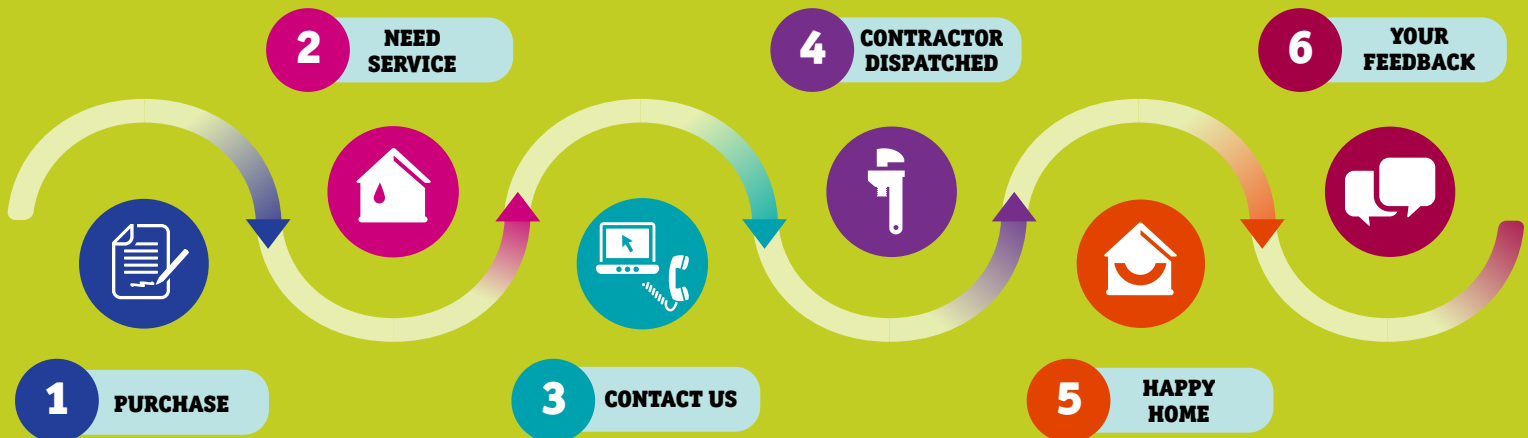 1
PURCHASE
2
NEED
SERVICE
3
CONTACT US
4
CONTRACTOR
DISPATCHED
5
HAPPY
HOME
6
YOUR
FEEDBACK